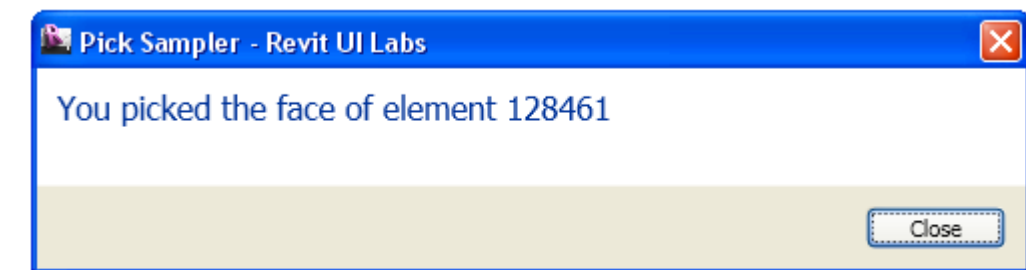 Pick Sampler - Revit UI Labs
You picked the face of element 128461
Close